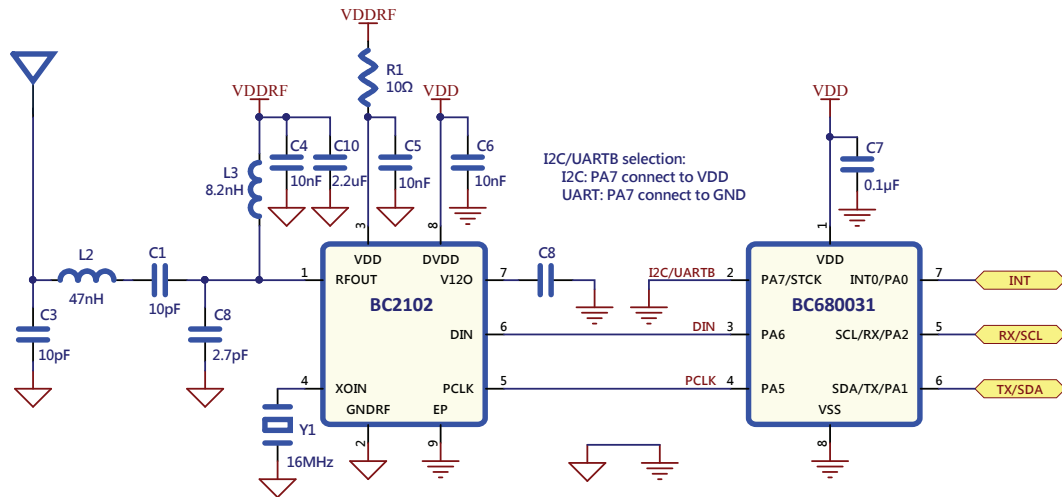 VDDRF
R1
10Ω
VDDRF
VDD
VDD
C4
10nF
C10
2.2uF
C5
10nF
C6
10nF
C7
0.1µF
I2C/UARTB selection:
I2C: PA7 connect to VDD
UART: PA7 connect to GND
L3
8.2nH
L2
47nH
C1
10pF
C3
10pF
C8
2.7pF
3
8
VDD
DVDD
1
RFOUT
V12O
7
C8
BC2102
DIN
6
4
XOIN
PCLK
5
GNDRF
EP
2
9
Y1
16MHz
I2C/UARTB
DIN
PCLK
1
VDD
2
PA7/STCK
INT0/PA0
7
INT
BC680031
3
PA6
SCL/RX/PA2
5
RX/SCL
4
PA5
SDA/TX/PA1
6
TX/SDA
VSS
8